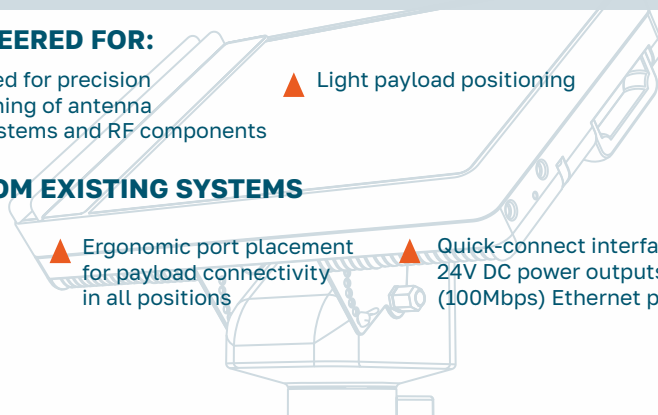 EERED FOR:
ed for precision
ning of antenna
stems and RF components
Light payload positioning
OM EXISTING SYSTEMS
Ergonomic port placement
for payload connectivity
in all positions
Quick-connect interfa
24V DC power outputs
(100Mbps) Ethernet p